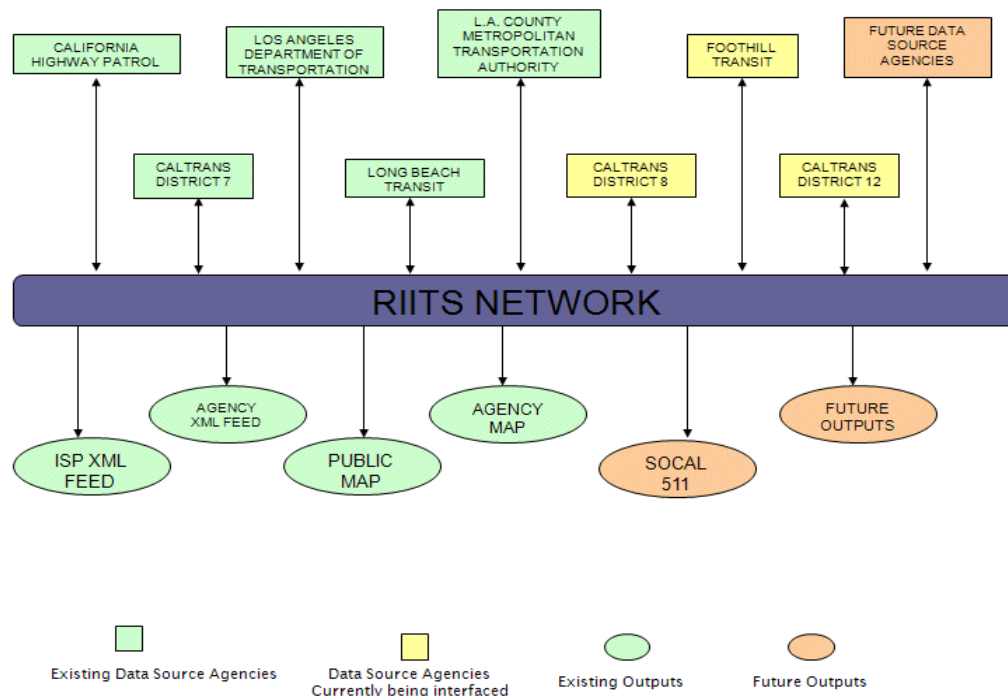 CALIFORNIA
HIGHWAY PATROL
LOS ANGELES
DEPARTMENT OF
TRANSPORTATION
L.A. COUNTY
METROPOLITAN
TRANSPORTATION
AUTHORITY
FOOTHILL
TRANSIT
FUTURE DATA
SOURCE
AGENCIES
CALTRANS
DISTRICT 7
LONG BEACH
TRANSIT
CALTRANS
DISTRICT 8
CALTRANS
DISTRICT 12
RIITS NETWORK
ISP XML
FEED
AGENCY
XML FEED
PUBLIC
MAP
AGENCY
MAP
SOCAL
511
FUTURE
OUTPUTS
Existing Data Source Agencies
Data Source Agencies
Currently being interfaced
Existing Outputs
Future Outputs